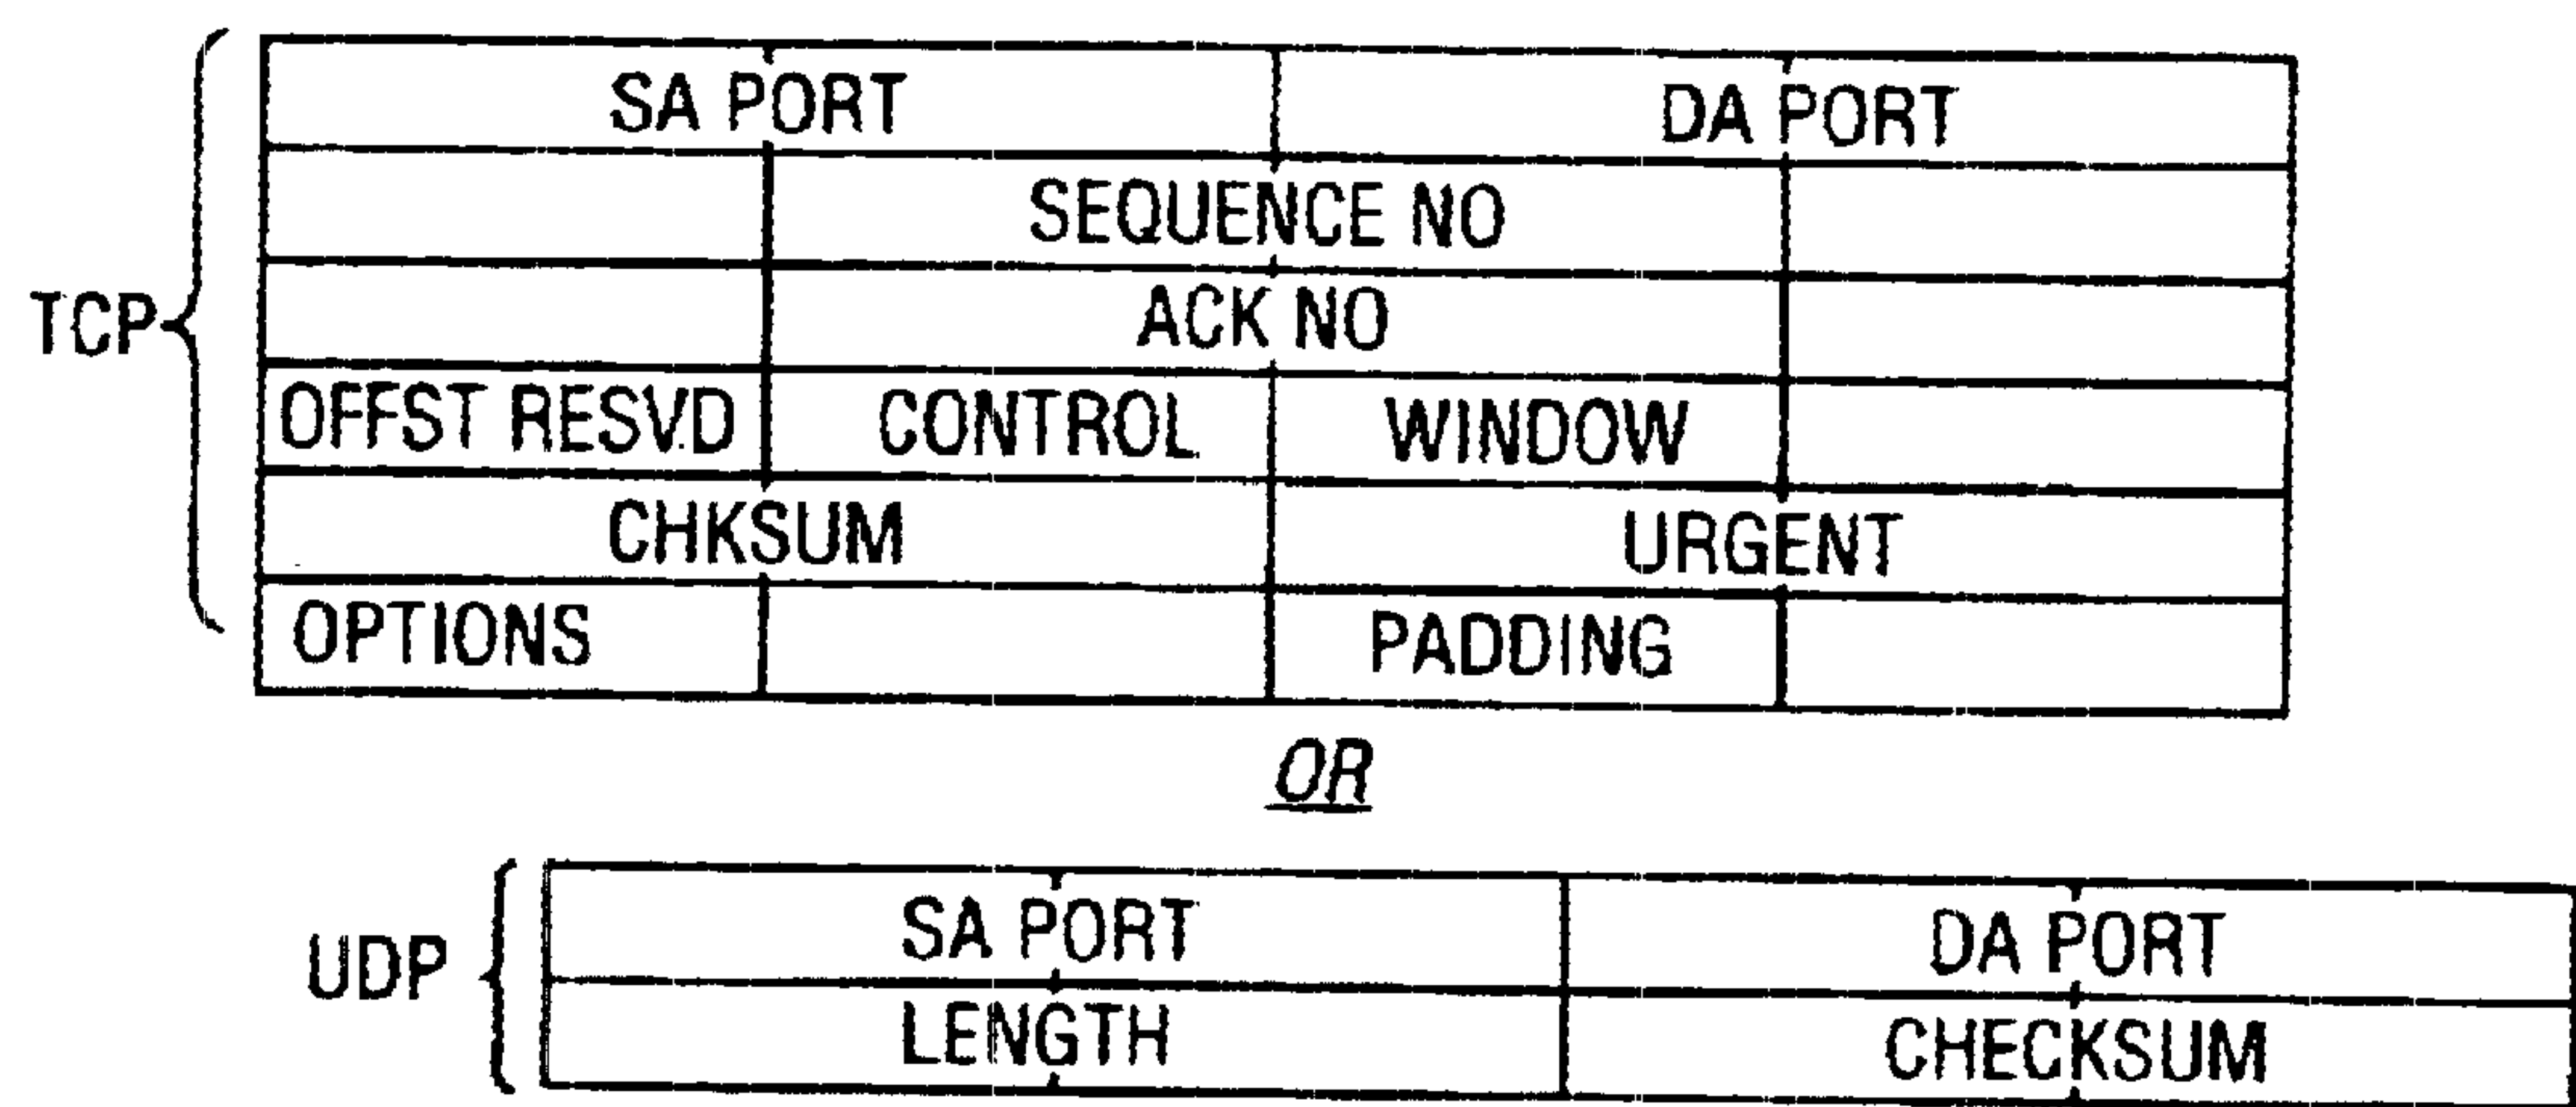 SA PORT DA PORT
SEQUENCE NO
TCP
ACK NO
OFFST RESVD CONTROL WINDOW
CHKSUM URGENT
OPTIONS PADDING
OR
UDP
SA PORT DA PORT
LENGTH CHECKSUM